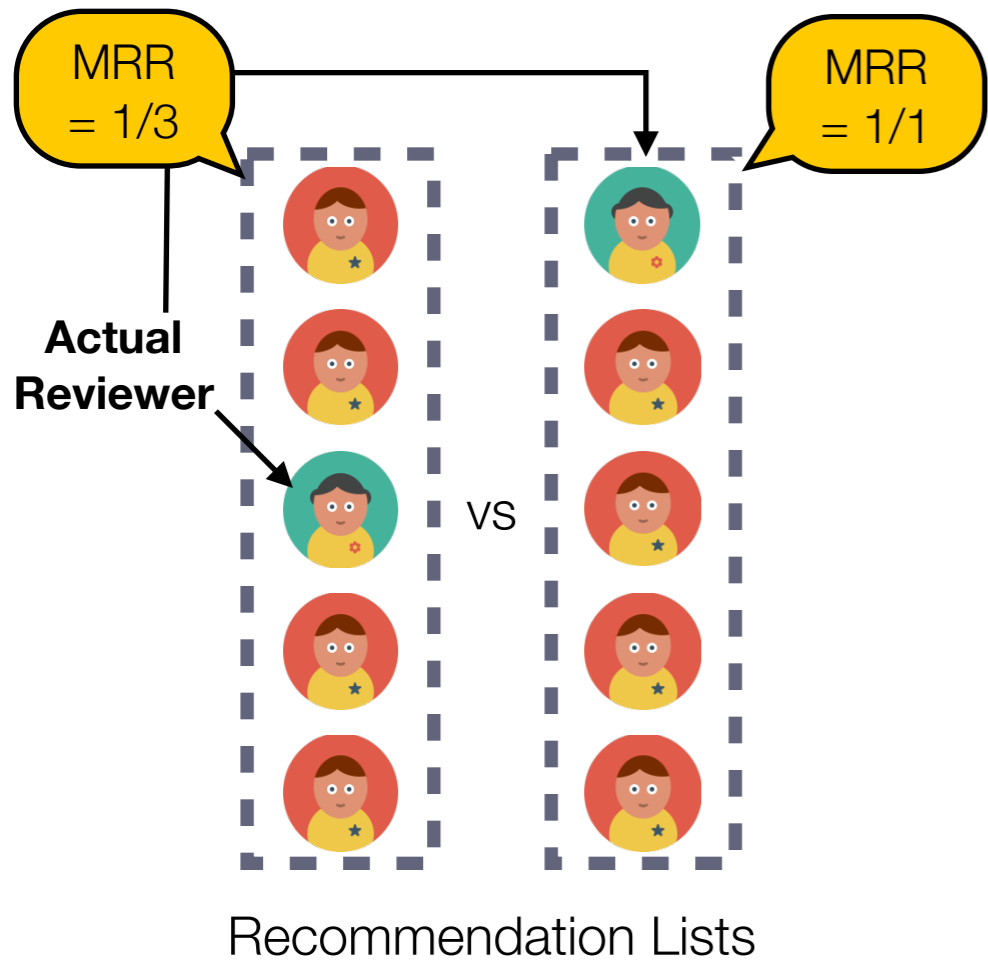 MRR
= 1/3
MRR
= 1/1
Actual
Reviewer
VS
Recommendation Lists